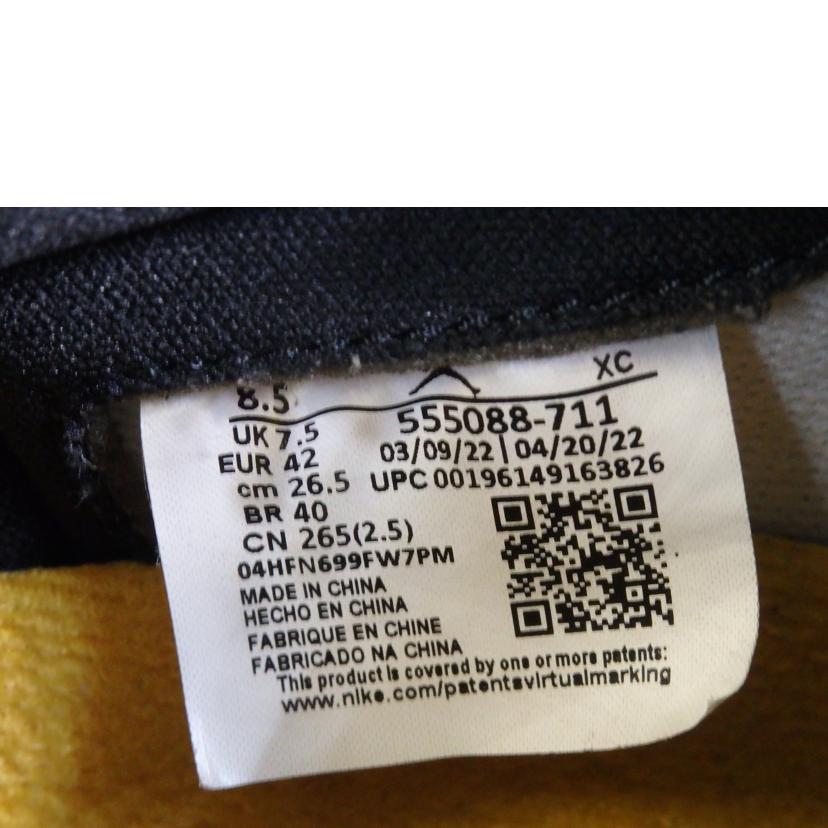 8.5 XC
UK 7.5 555088-711
EUR 42 03/09/22 | 04/20/22
cm 26.5 UPC 00196149163826
BR 40
CN 265(2.5)
04HFN699FW7PM
MADE IN CHINA
HECHO EN CHINA
FABRIQUE EN CHINE
FABRICADO NA CHINA
This product is covered by one or more patents:
www.nike.com/patentsvirtualmarking